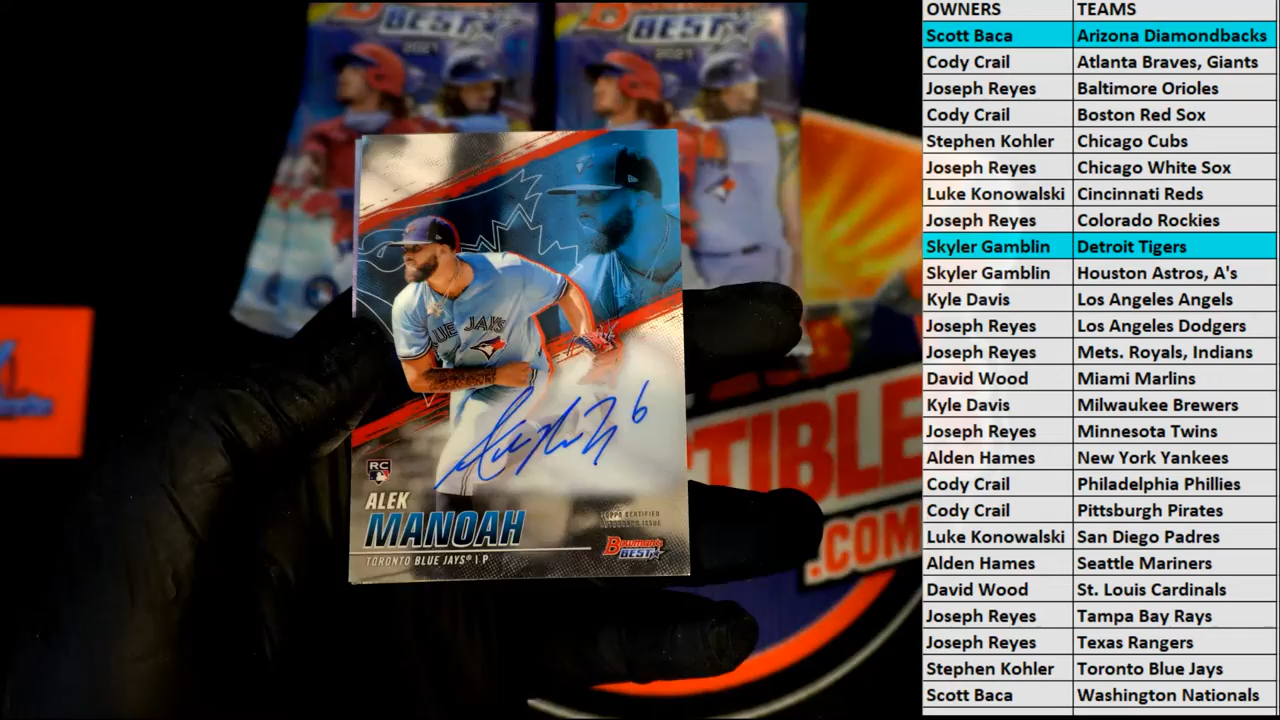 BEST
2021
BEST
2021
BLUE JAYS
6
RC
ALEK
MANOAH
TORONTO BLUE JAYS® | P
TOPPS CERTIFIED
AUTOGRAPH ISSUE
Bowman's
BEST
TIBLE
.COM
OWNERS TEAMS
Scott Baca Arizona Diamondbacks
Cody Crail Atlanta Braves, Giants
Joseph Reyes Baltimore Orioles
Cody Crail Boston Red Sox
Stephen Kohler Chicago Cubs
Joseph Reyes Chicago White Sox
Luke Konowalski Cincinnati Reds
Joseph Reyes Colorado Rockies
Skyler Gamblin Detroit Tigers
Skyler Gamblin Houston Astros, A's
Kyle Davis Los Angeles Angels
Joseph Reyes Los Angeles Dodgers
Joseph Reyes Mets. Royals, Indians
David Wood Miami Marlins
Kyle Davis Milwaukee Brewers
Joseph Reyes Minnesota Twins
Alden Hames New York Yankees
Cody Crail Philadelphia Phillies
Cody Crail Pittsburgh Pirates
Luke Konowalski San Diego Padres
Alden Hames Seattle Mariners
David Wood St. Louis Cardinals
Joseph Reyes Tampa Bay Rays
Joseph Reyes Texas Rangers
Stephen Kohler Toronto Blue Jays
Scott Baca Washington Nationals